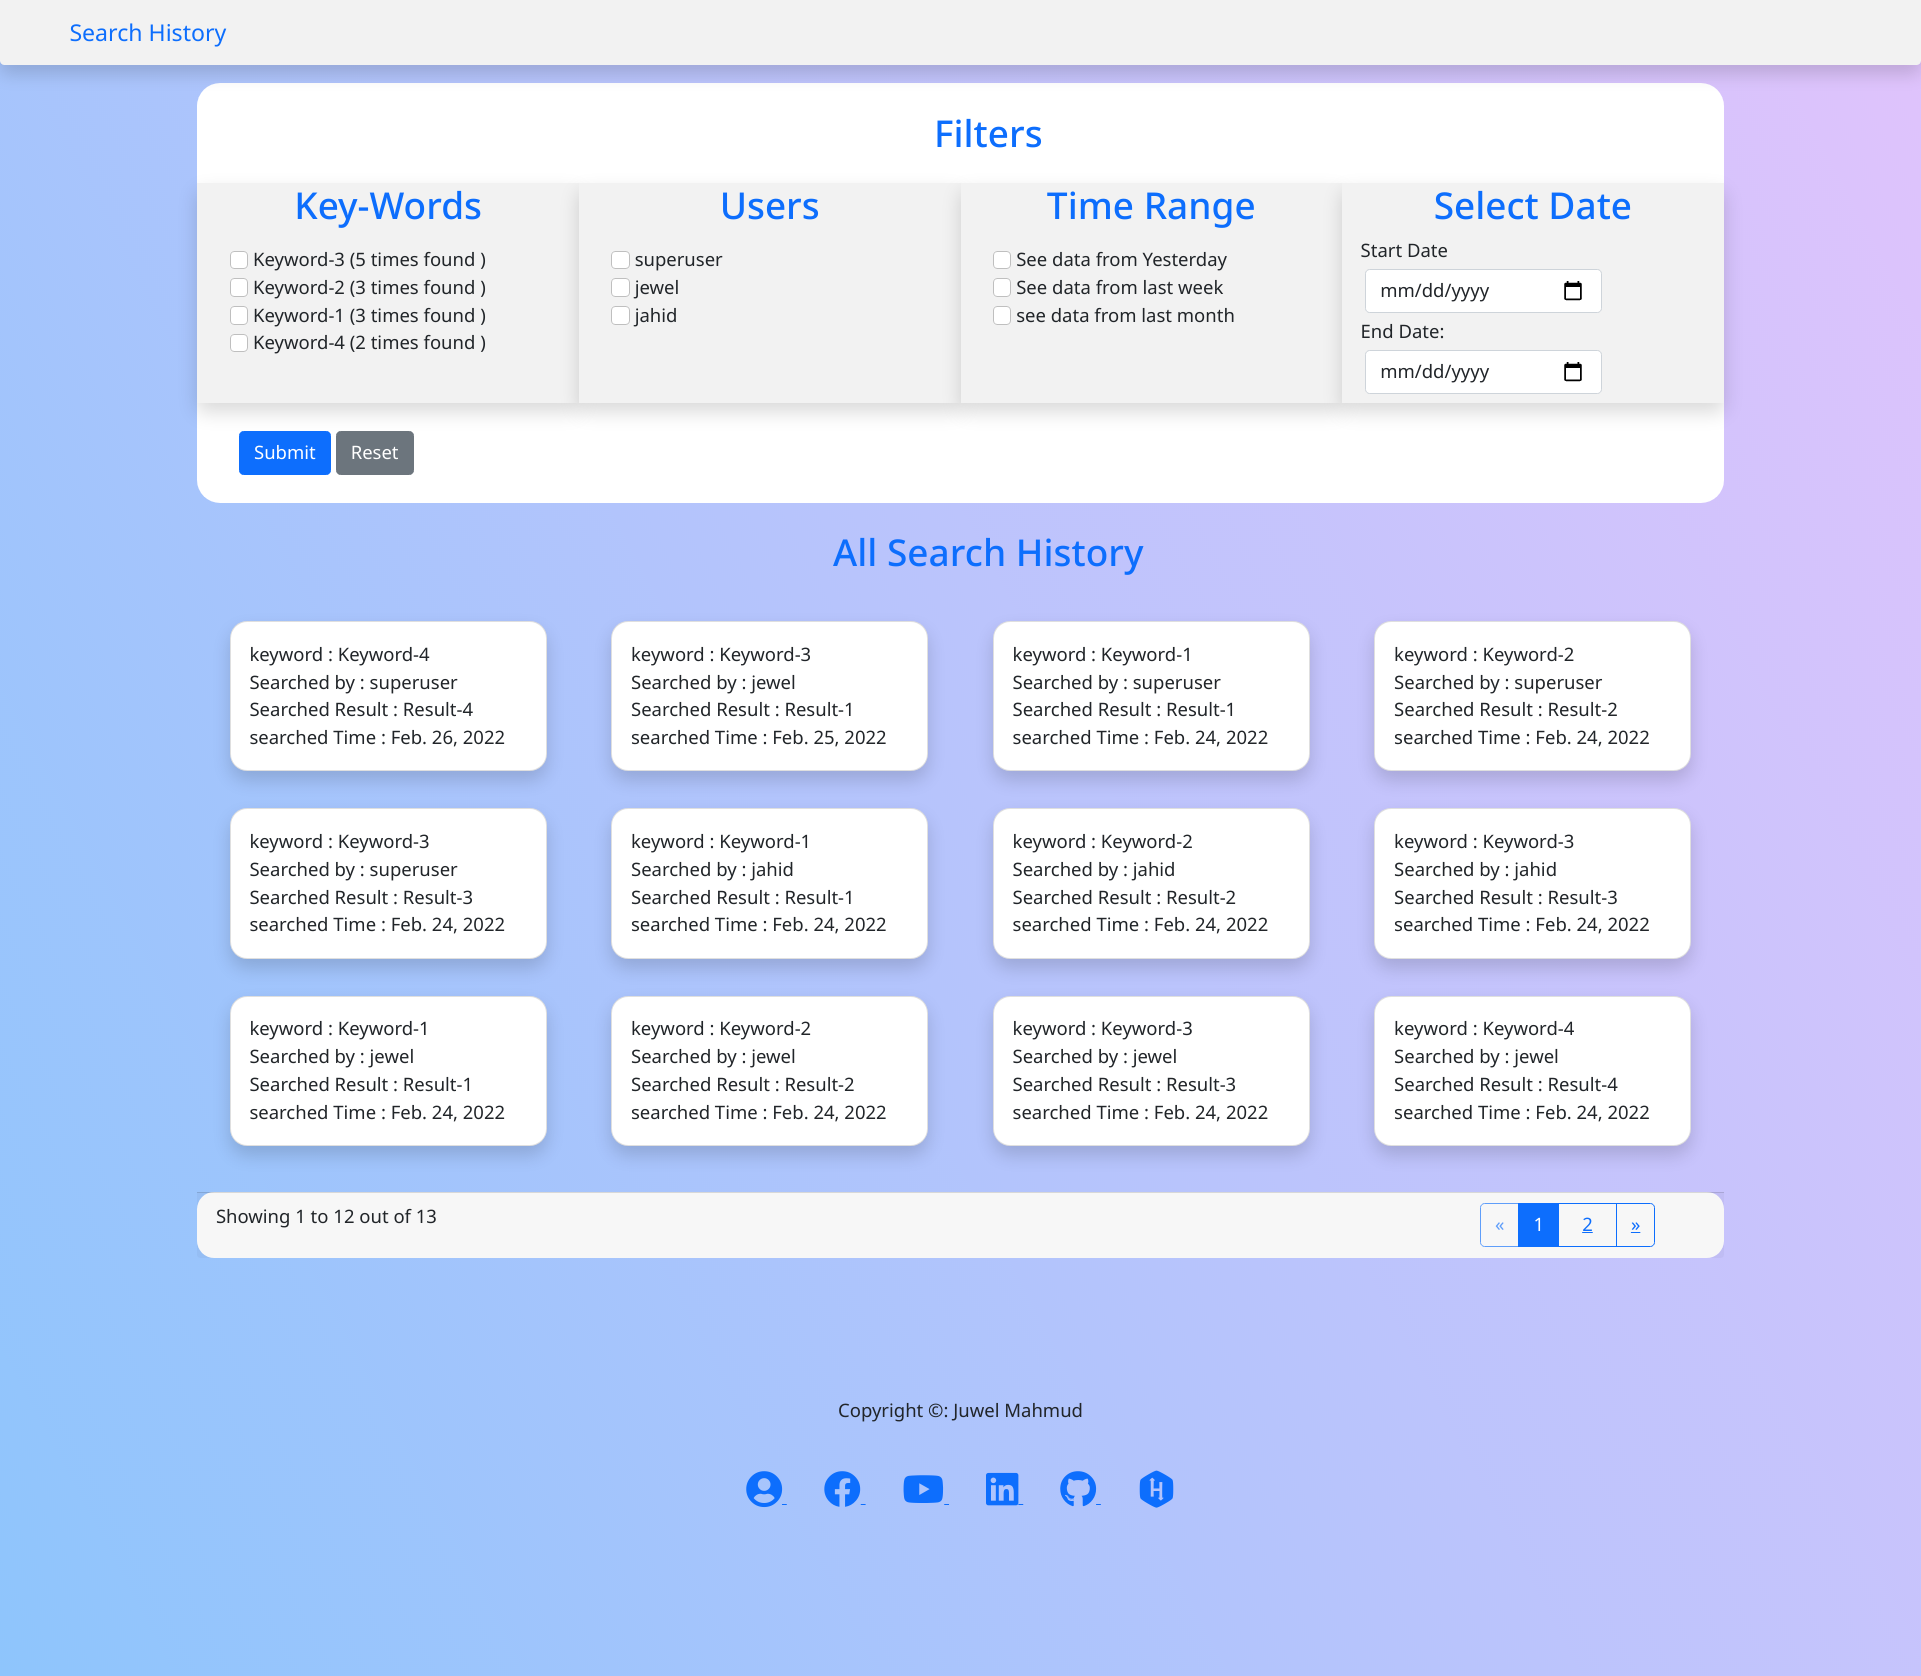 Search History
Filters
Key-Words
Keyword-3 (5 times found )
Keyword-2 (3 times found )
Keyword-1 (3 times found )
Keyword-4 (2 times found )
Users
superuser
jewel
jahid
Time Range
See data from Yesterday
See data from last week
see data from last month
Select Date
Start Date
mm/dd/yyyy
End Date:
mm/dd/yyyy
Submit Reset
All Search History
keyword : Keyword-4
Searched by : superuser
Searched Result : Result-4
searched Time : Feb. 26, 2022
keyword : Keyword-3
Searched by : jewel
Searched Result : Result-1
searched Time : Feb. 25, 2022
keyword : Keyword-1
Searched by : superuser
Searched Result : Result-1
searched Time : Feb. 24, 2022
keyword : Keyword-2
Searched by : superuser
Searched Result : Result-2
searched Time : Feb. 24, 2022
keyword : Keyword-3
Searched by : superuser
Searched Result : Result-3
searched Time : Feb. 24, 2022
keyword : Keyword-1
Searched by : jahid
Searched Result : Result-1
searched Time : Feb. 24, 2022
keyword : Keyword-2
Searched by : jahid
Searched Result : Result-2
searched Time : Feb. 24, 2022
keyword : Keyword-3
Searched by : jahid
Searched Result : Result-3
searched Time : Feb. 24, 2022
keyword : Keyword-1
Searched by : jewel
Searched Result : Result-1
searched Time : Feb. 24, 2022
keyword : Keyword-2
Searched by : jewel
Searched Result : Result-2
searched Time : Feb. 24, 2022
keyword : Keyword-3
Searched by : jewel
Searched Result : Result-3
searched Time : Feb. 24, 2022
keyword : Keyword-4
Searched by : jewel
Searched Result : Result-4
searched Time : Feb. 24, 2022
Showing 1 to 12 out of 13
« 1 2 »
Copyright ©: Juwel Mahmud